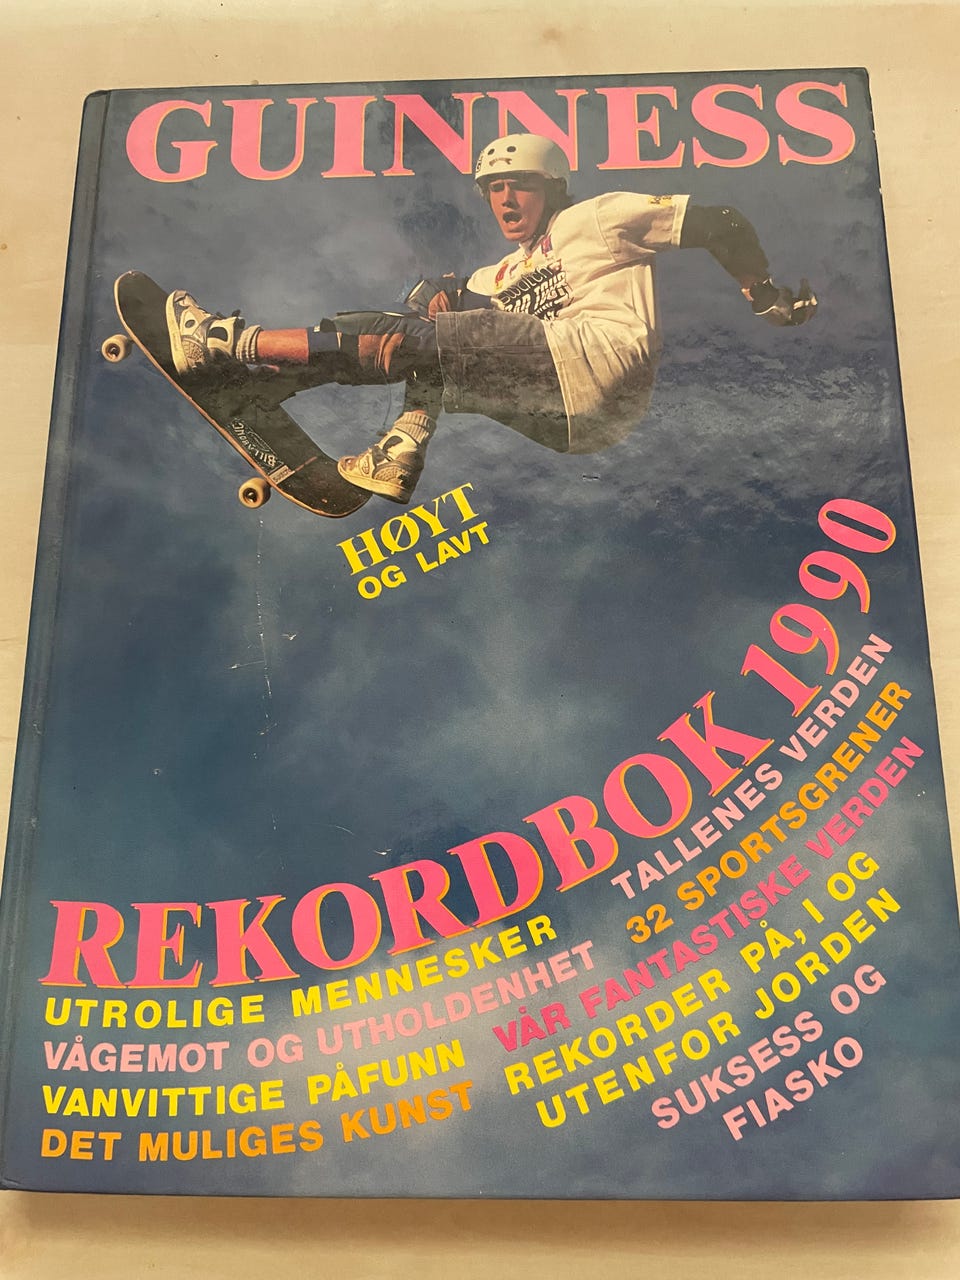 GUINNESS
swatch
HØYT
OG LAVT
REKORDBOK 1990
UTROLIGE MENNESKER
VÅGEMOT OG UTHOLDENHET
VANVITTIGE PÅFUNN
DET MULIGES KUNST
TALLENES VERDEN
32 SPORTSGRENER
VÅR FANTASTISKE VERDEN
REKORDER PÅ, I OG
UTENFOR JORDEN
SUKSESS OG
FIASKO